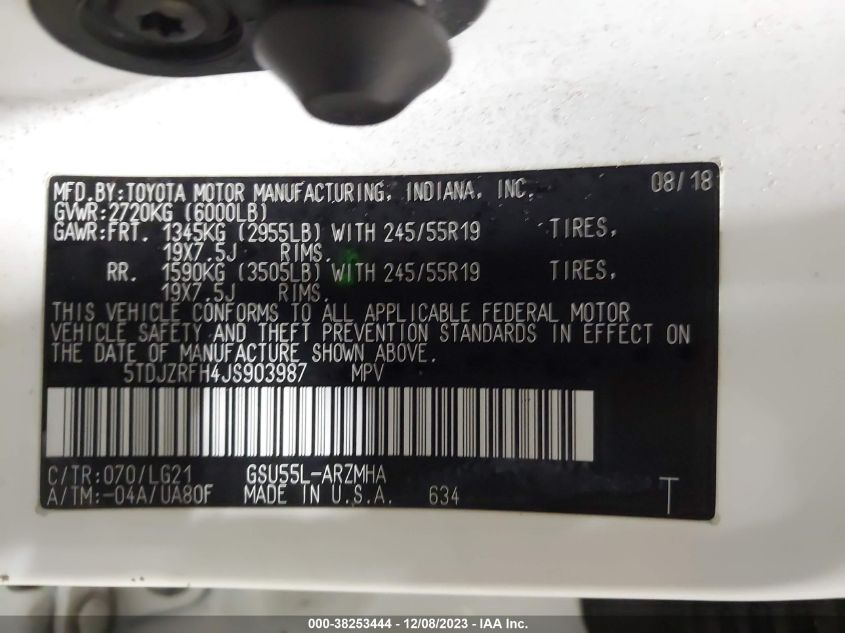 MFD.BY:TOYOTA MOTOR MANUFACTURING, INDIANA, INC. 08/18
GVWR:2720KG (6000LB)
GAWR:FRT. 1345KG (2955LB) WITH 245/55R19 TIRES,
19X7.5J RIMS.
RR. 1590KG (3505LB) WITH 245/55R19 TIRES,
19X7.5J RIMS.
THIS VEHICLE CONFORMS TO ALL APPLICABLE FEDERAL MOTOR
VEHICLE SAFETY AND THEFT PREVENTION STANDARDS IN EFFECT ON
THE DATE OF MANUFACTURE SHOWN ABOVE.
5TDJZRFH4JS903987 MPV
C/TR:070/LG21 GSU55L-ARZMHA
A/TM:-04A/UA80F MADE IN U.S.A. 634 T
000-38253444 - 12/08/2023 - IAA Inc.